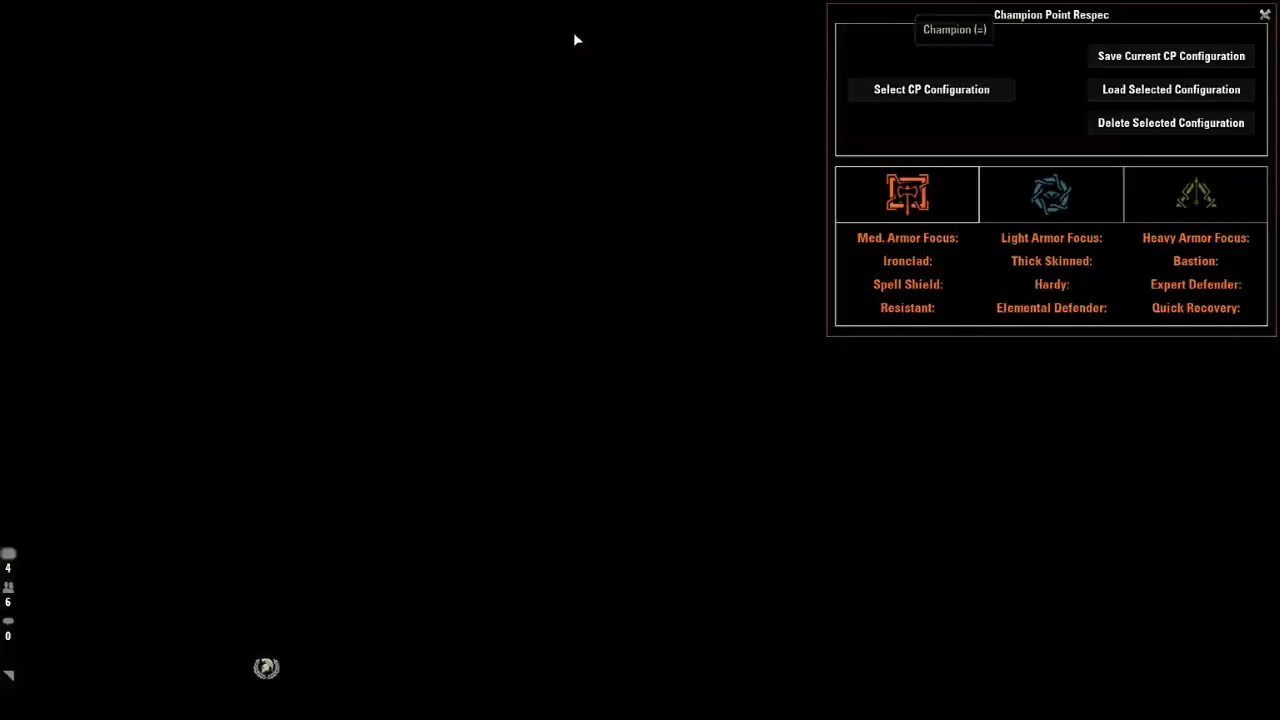 Champion Point Respec
Champion (=)
Save Current CP Configuration
Select CP Configuration
Load Selected Configuration
Delete Selected Configuration
Med. Armor Focus: Light Armor Focus: Heavy Armor Focus:
Ironclad: Thick Skinned: Bastion:
Spell Shield: Hardy: Expert Defender:
Resistant: Elemental Defender: Quick Recovery:
4
6
0